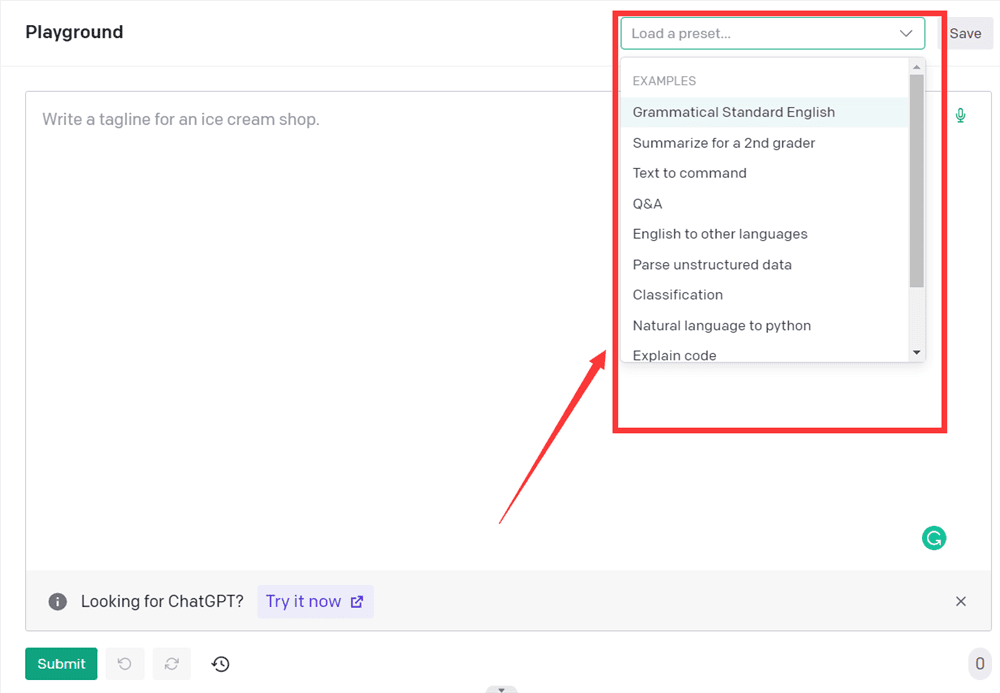 Playground
Load a preset...
Save
EXAMPLES
Grammatical Standard English
Summarize for a 2nd grader
Text to command
Q&A
English to other languages
Parse unstructured data
Classification
Natural language to python
Explain code
Write a tagline for an ice cream shop.
Looking for ChatGPT? Try it now
Submit
0